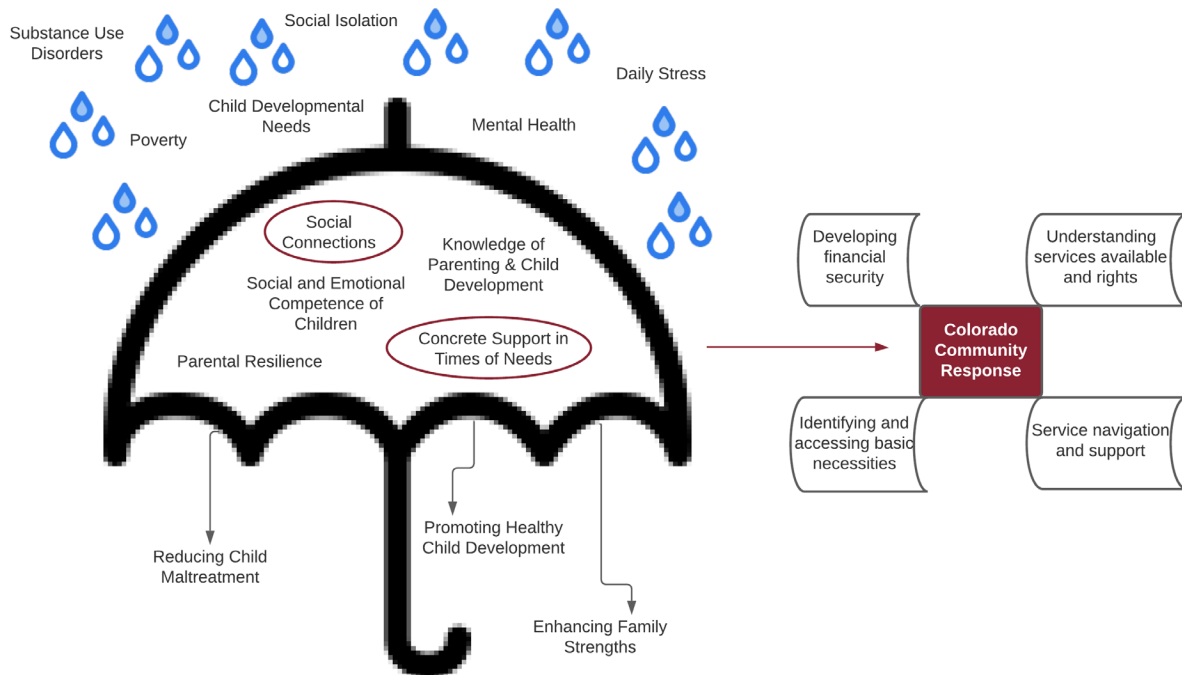 Substance Use
Disorders
Social Isolation
Daily Stress
Child Developmental
Needs
Mental Health
Poverty
Social
Connections
Knowledge of
Parenting & Child
Development
Social and Emotional
Competence of
Children
Concrete Support in
Times of Needs
Parental Resilience
Reducing Child
Maltreatment
Promoting Healthy
Child Development
Enhancing Family
Strengths
Developing
financial
security
Understanding
services available
and rights
Colorado
Community
Response
Identifying and
accessing basic
necessities
Service navigation
and support